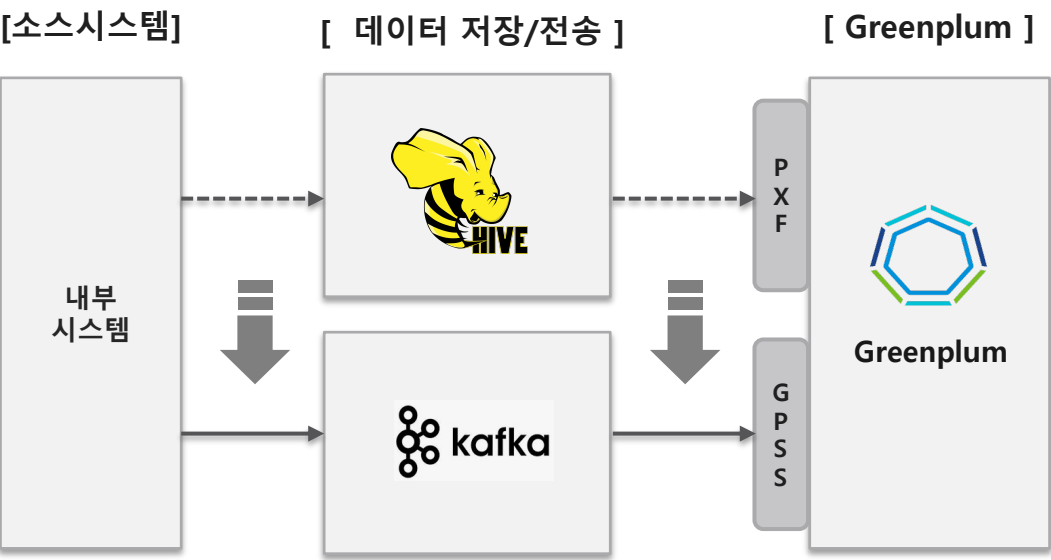 [소스시스템]
[ 데이터 저장/전송 ]
[ Greenplum ]
내부
시스템
HIVE
kafka
P
X
F
G
P
S
S
Greenplum